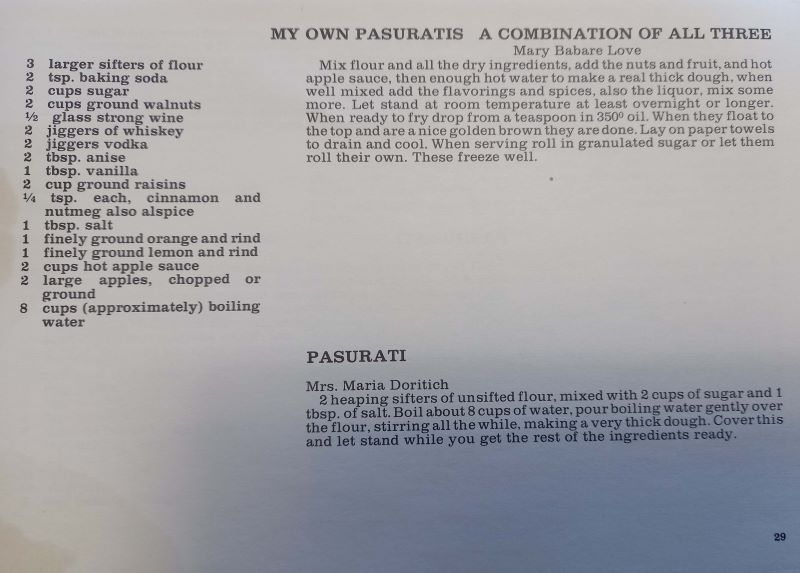 MY OWN PASURATIS A COMBINATION OF ALL THREE
Mary Babare Love
3 larger sifters of flour
2 tsp. baking soda
2 cups sugar
2 cups ground walnuts
½ glass strong wine
2 jiggers of whiskey
2 jiggers vodka
2 tbsp. anise
1 tbsp. vanilla
2 cup ground raisins
¼ tsp. each, cinnamon and
nutmeg also alspice
1 tbsp. salt
1 finely ground orange and rind
1 finely ground lemon and rind
2 cups hot apple sauce
2 large apples, chopped or
ground
8 cups (approximately) boiling
water
Mix flour and all the dry ingredients, add the nuts and fruit, and hot
apple sauce, then enough hot water to make a real thick dough, when
well mixed add the flavorings and spices, also the liquor, mix some
more. Let stand at room temperature at least overnight or longer.
When ready to fry drop from a teaspoon in 350⁰ oil. When they float to
the top and are a nice golden brown they are done. Lay on paper towels
to drain and cool. When serving roll in granulated sugar or let them
roll their own. These freeze well.
PASURATI
Mrs. Maria Doritich
2 heaping sifters of unsifted flour, mixed with 2 cups of sugar and 1
tbsp. of salt. Boil about 8 cups of water, pour boiling water gently over
the flour, stirring all the while, making a very thick dough. Cover this
and let stand while you get the rest of the ingredients ready.
29